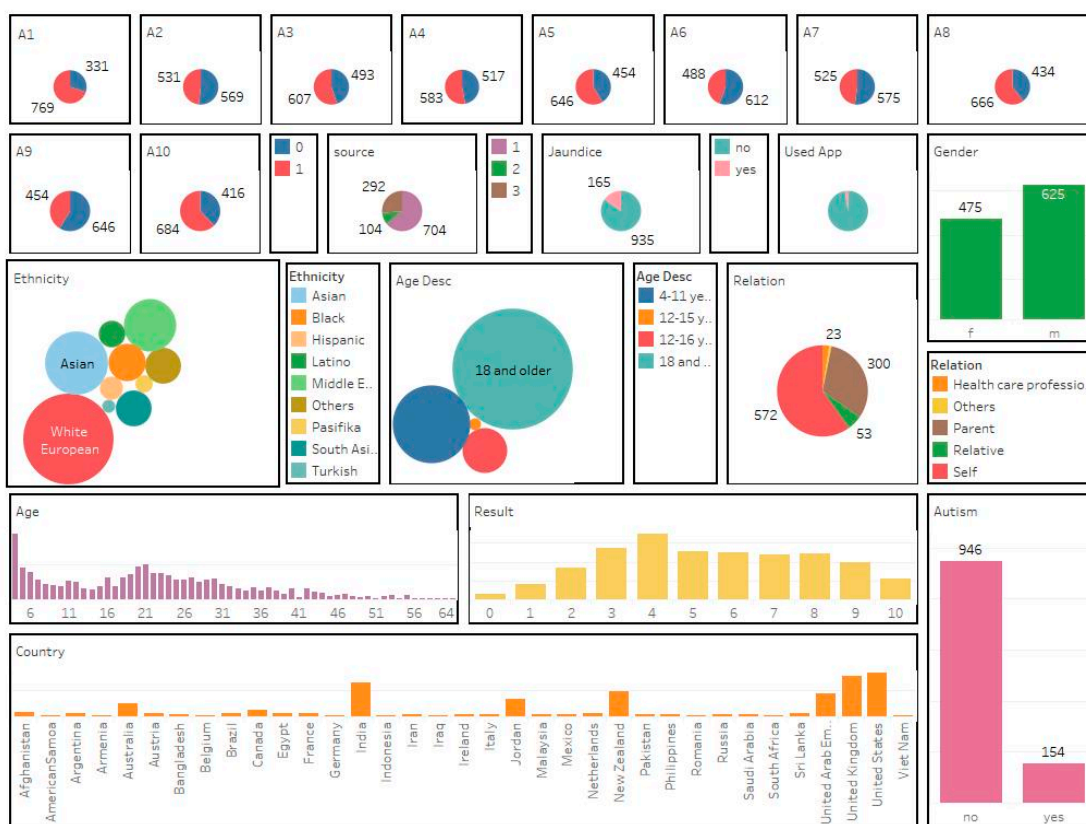 A1
331
769
A2
531
569
A3
493
607
A4
517
583
A5
454
646
A6
488
612
A7
525
575
A8
434
666
A9
454
646
A10
416
684
0
1
source
292
104
704
1
2
3
Jaundice
165
935
no
yes
Used App
Gender
475
625
f
m
Ethnicity
Asian
White
European
Ethnicity
Asian
Black
Hispanic
Latino
Middle E..
Others
Pasifika
South Asi..
Turkish
Age Desc
18 and older
Age Desc
4-11 ye..
12-15 y..
12-16 y..
18 and ..
Relation
23
300
572
53
Relation
Health care professio
Others
Parent
Relative
Self
Age
6
11
16
21
26
31
36
41
46
51
56
64
Result
0
1
2
3
4
5
6
7
8
9
10
Autism
946
154
no
yes
Country
Afghanistan
AmericanSamoa
Argentina
Armenia
Australia
Austria
Bangladesh
Belgium
Brazil
Canada
Egypt
France
Germany
India
Indonesia
Iran
Iraq
Ireland
Italy
Jordan
Malaysia
Mexico
Netherlands
New Zealand
Pakistan
Philippines
Romania
Russia
Saudi Arabia
South Africa
Sri Lanka
United Arab Em..
United Kingdom
United States
Viet Nam